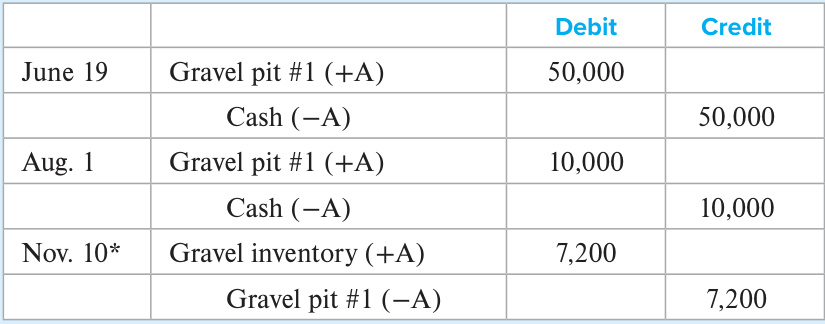 Debit Credit
June 19 Gravel pit #1 (+A) 50,000
Cash (−A) 50,000
Aug. 1 Gravel pit #1 (+A) 10,000
Cash (−A) 10,000
Nov. 10* Gravel inventory (+A) 7,200
Gravel pit #1 (−A) 7,200